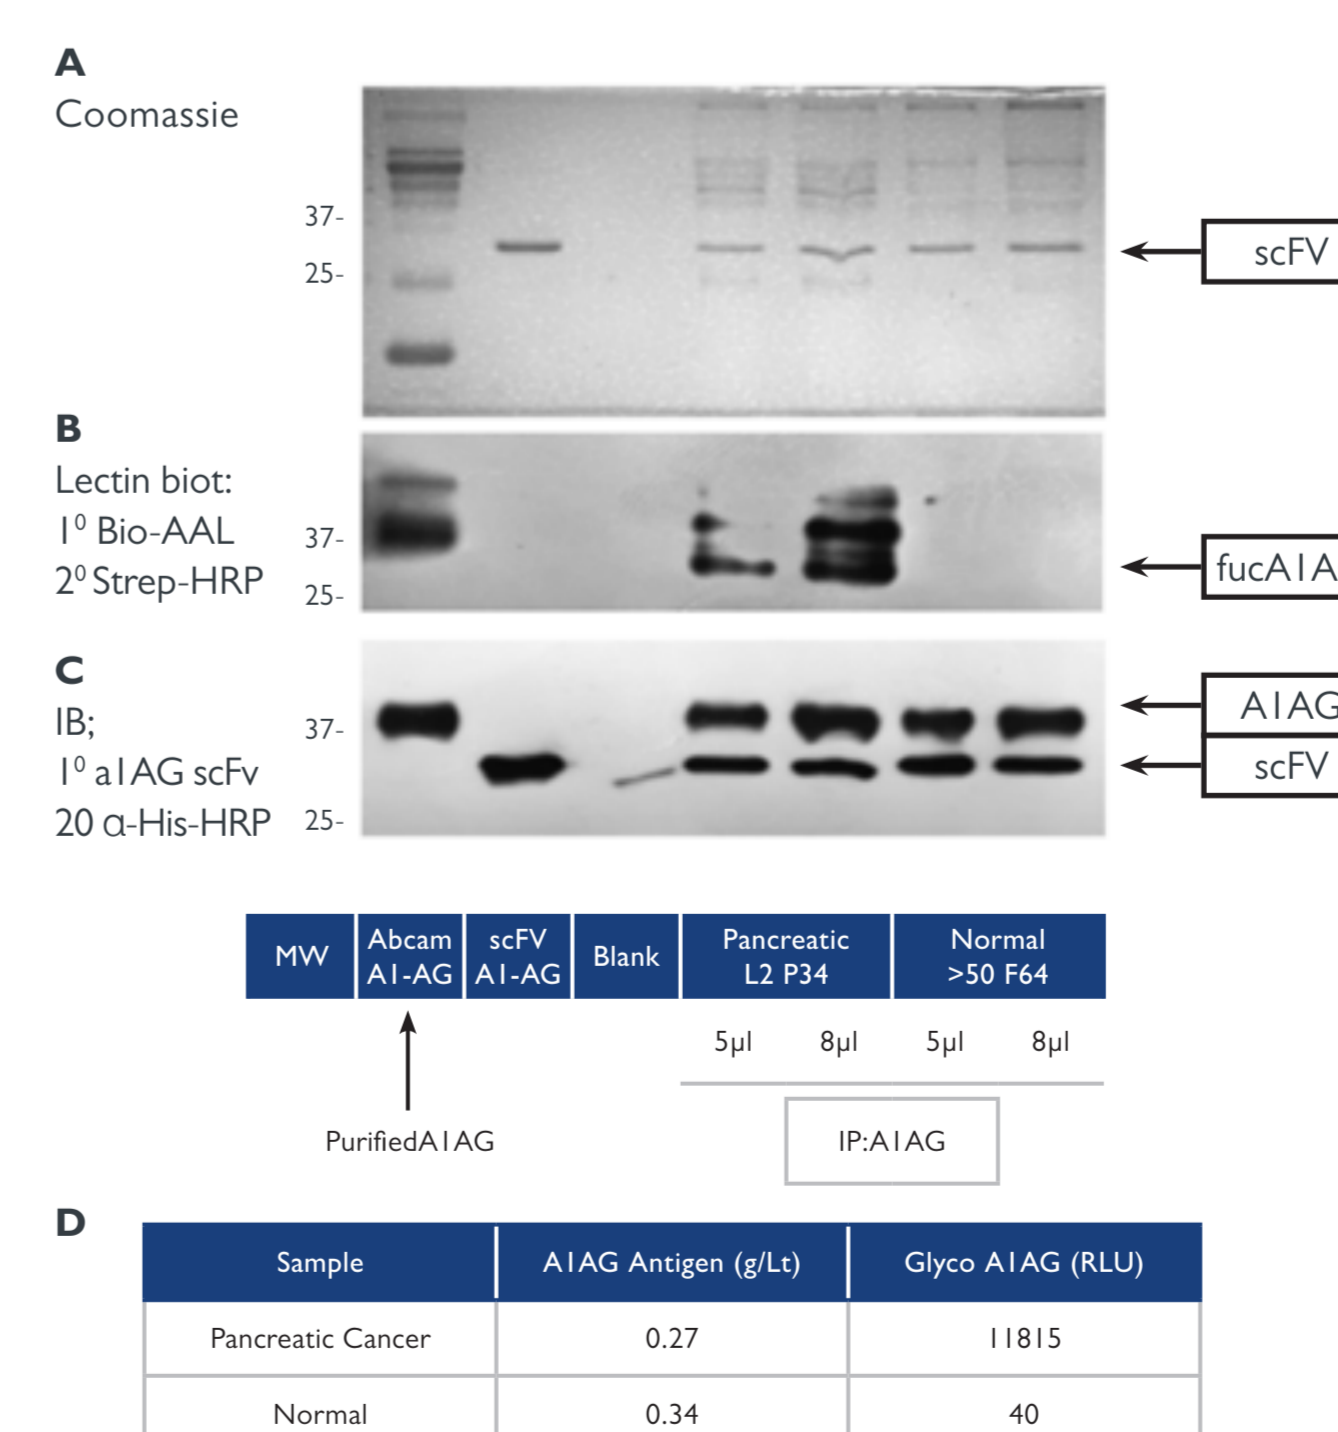 A
Coomassie
37-
25-
scFV
B
Lectin biot:
1⁰ Bio-AAL
2⁰ Strep-HRP
37-
25-
fucA1A
C
IB;
1⁰ a1AG scFv
20 α-His-HRP
37-
25-
A1AG
scFV
MW
Abcam
A1-AG
scFV
A1-AG
Blank
Pancreatic
L2 P34
Normal
>50 F64
5µl 8µl 5µl 8µl
PurifiedA1AG
IP:A1AG
D
Sample A1AG Antigen (g/Lt) Glyco A1AG (RLU)
Pancreatic Cancer 0.27 11815
Normal 0.34 40